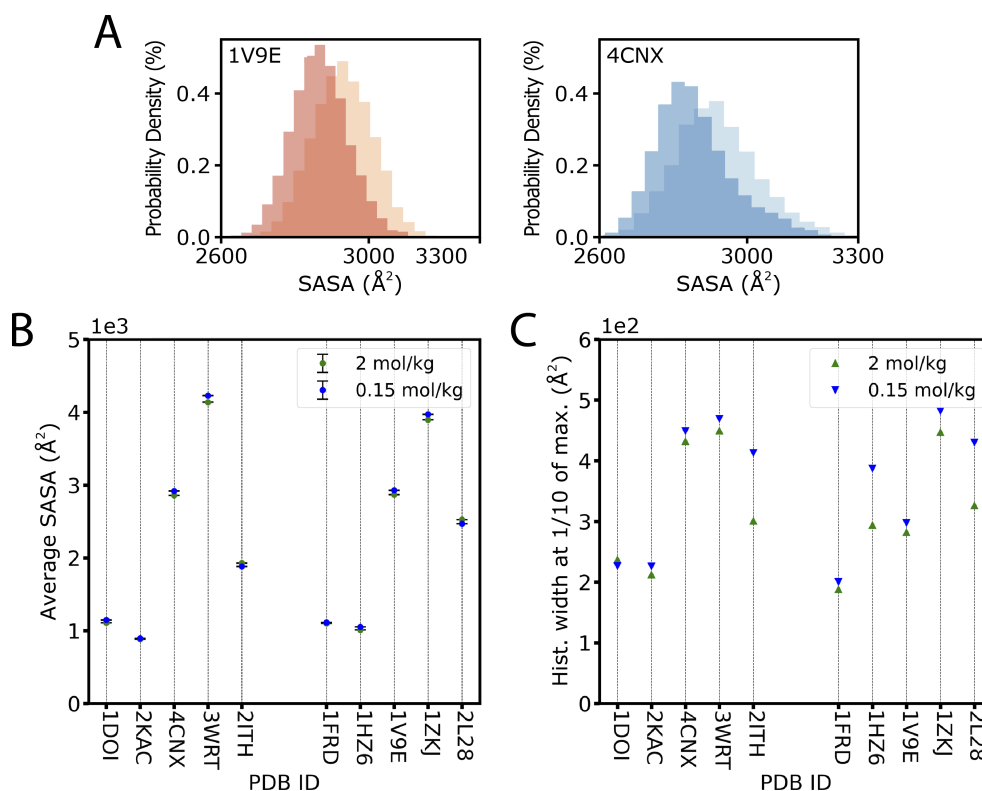 A
1V9E
Probability Density (%)
0.4
0.2
0.0
2600
3000
3300
SASA (Å²)
4CNX
Probability Density (%)
0.4
0.2
0.0
2600
3000
3300
SASA (Å²)
B
1e3
Average SASA (Å²)
5
4
3
2
1
0
2 mol/kg
0.15 mol/kg
1DOI
2KAC
4CNX
3WRT
2ITH
1FRD
1HZ6
1V9E
1ZKJ
2L28
PDB ID
C
1e2
Hist. width at 1/10 of max. (Å²)
6
5
4
3
2
1
0
2 mol/kg
0.15 mol/kg
1DOI
2KAC
4CNX
3WRT
2ITH
1FRD
1HZ6
1V9E
1ZKJ
2L28
PDB ID